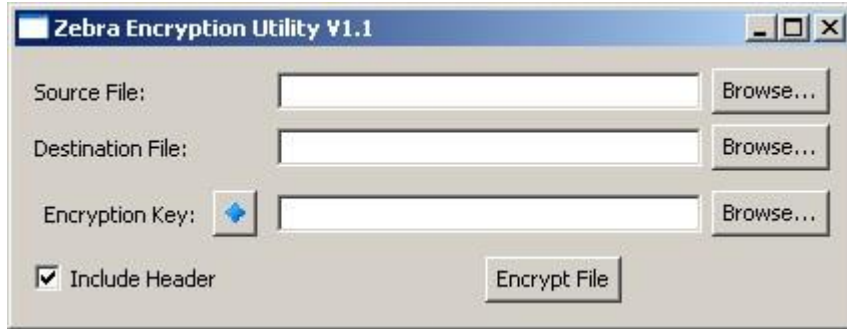 Zebra Encryption Utility V1.1
Source File: Browse...
Destination File: Browse...
Encryption Key: Browse...
Include Header Encrypt File